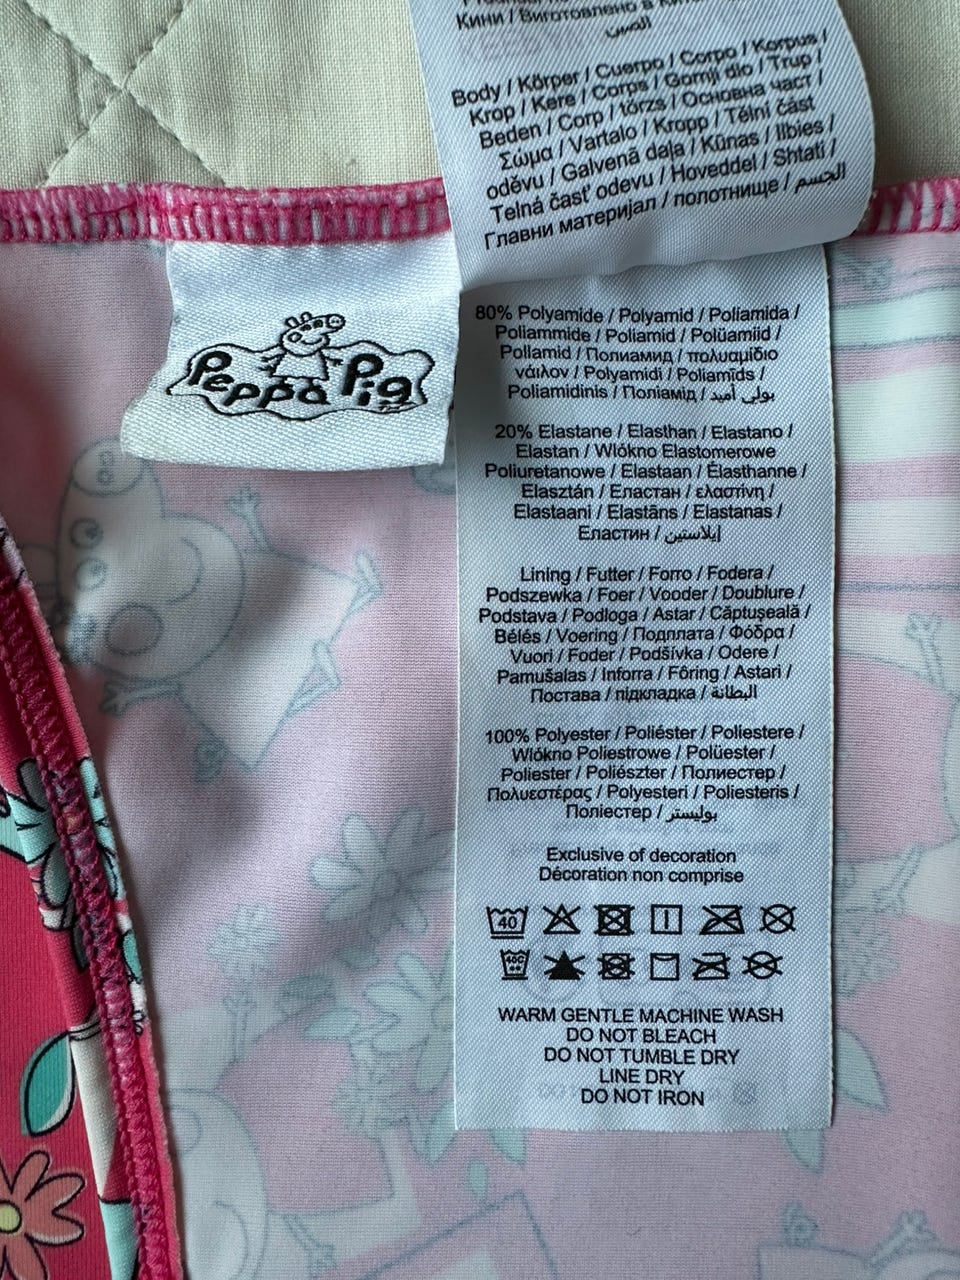 Кини / Виготовлено в
الصين
Body / Körper / Cuerpo / Corpo / Korpus /
Krop / Kere / Corps / Gornji dio / Trup /
Beden / Corp / törzs / Основна част /
Σώμα / Vartalo / Kropp / Tělní část
oděvu / Galvenā daļa / Kūnas / Ilbies /
Telná časť odevu / Hoveddel / Shtati /
Главни материјал / полотнище / الجسم
Peppa Pig
80% Polyamide / Polyamid / Poliamida /
Poliammide / Poliamid / Polüamiid /
Poliamid / Полиамид / πολυαμίδιο
νάιλον / Polyamidi / Poliamīds /
Poliamidinis / Поліамід / بولي أميد
20% Elastane / Elasthan / Elastano /
Elastan / Włókno Elastomerowe
Poliuretanowe / Elastaan / Élasthanne /
Elasztán / Еластан / ελαστίνη /
Elastaani / Elastāns / Elastanas /
Еластин / إيلاستين
Lining / Futter / Forro / Fodera /
Podszewka / Foer / Vooder / Doublure /
Podstava / Podloga / Astar / Căptușeală /
Bélés / Voering / Подплата / Φόδρα /
Vuori / Foder / Podšívka / Odere /
Pamušalas / Inforra / Fôring / Astari /
Постава / підкладка / البطانة
100% Polyester / Poliéster / Poliestere /
Włókno Poliestrowe / Polüester /
Poliester / Poliészter / Полиестер /
Πολυεστέρας / Polyesteri / Poliesteris /
Поліестер / بوليستر
Exclusive of decoration
Décoration non comprise
40
40C
WARM GENTLE MACHINE WASH
DO NOT BLEACH
DO NOT TUMBLE DRY
LINE DRY
DO NOT IRON